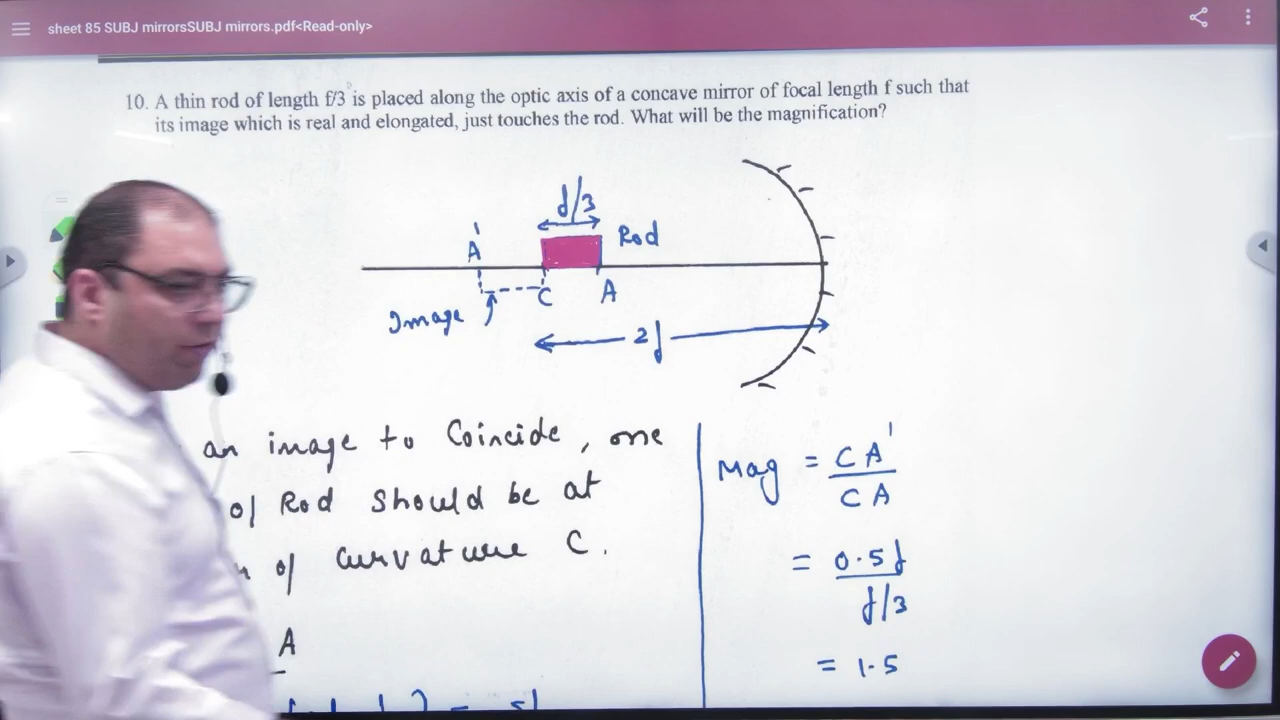 sheet 85 SUBJ mirrorsSUBJ mirrors.pdf<Read-only>
10. A thin rod of length f/3 is placed along the optic axis of a concave mirror of focal length f such that
its image which is real and elongated, just touches the rod. What will be the magnification?
f/3
Rod
A'
C
A
Image
2f
an image to Coincide, one
of Rod should be at
of Curvature C.
A
Mag = CA'
CA
= 0.5f
f/3
= 1.5